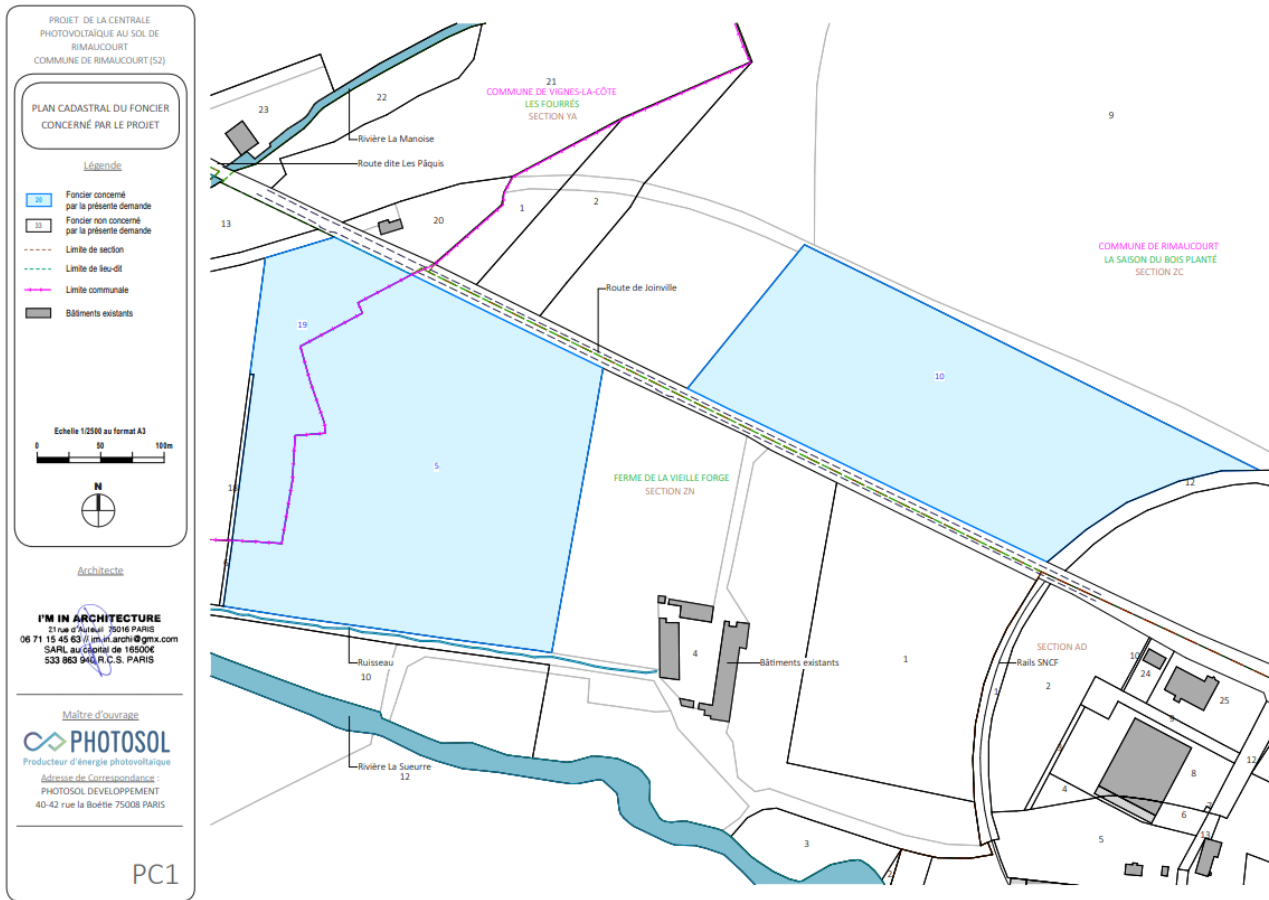 PROJET DE LA CENTRALE
PHOTOVOLTAÏQUE AU SOL DE
RIMAUCOURT
COMMUNE DE RIMAUCOURT (52)
PLAN CADASTRAL DU FONCIER
CONCERNÉ PAR LE PROJET
Légende
20
Foncier concerné
par la présente demande
33
Foncier non concerné
par la présente demande
Limite de section
Limite de lieu-dit
Limite communale
Bâtiments existants
Echelle 1/2500 au format A3
0 50 100m
N
Architecte
I'M IN ARCHITECTURE
21 rue d'Auteuil 75016 PARIS
06 71 15 45 63 // im.in.archi@gmx.com
SARL au capital de 16500€
533 863 940 R.C.S. PARIS
Maître d'ouvrage
PHOTOSOL
Producteur d'énergie photovoltaïque
Adresse de Correspondance :
PHOTOSOL DEVELOPPEMENT
40-42 rue la Boétie 75008 PARIS
PC1
23
22
21
COMMUNE DE VIGNES-LA-CÔTE
LES FOURRÉS
SECTION YA
9
Rivière La Manoise
Route dite Les Pâquis
13
20
1
2
COMMUNE DE RIMAUCOURT
LA SAISON DU BOIS PLANTÉ
SECTION ZC
Route de Joinville
19
10
5
FERME DE LA VIEILLE FORGE
SECTION ZN
18
12
4
Bâtiments existants
1
Ruisseau
10
Rivière La Sueurre
12
SECTION AD
Rails SNCF
1
2
10
24
25
9
3
4
8
12
7
6
13
5
3
2